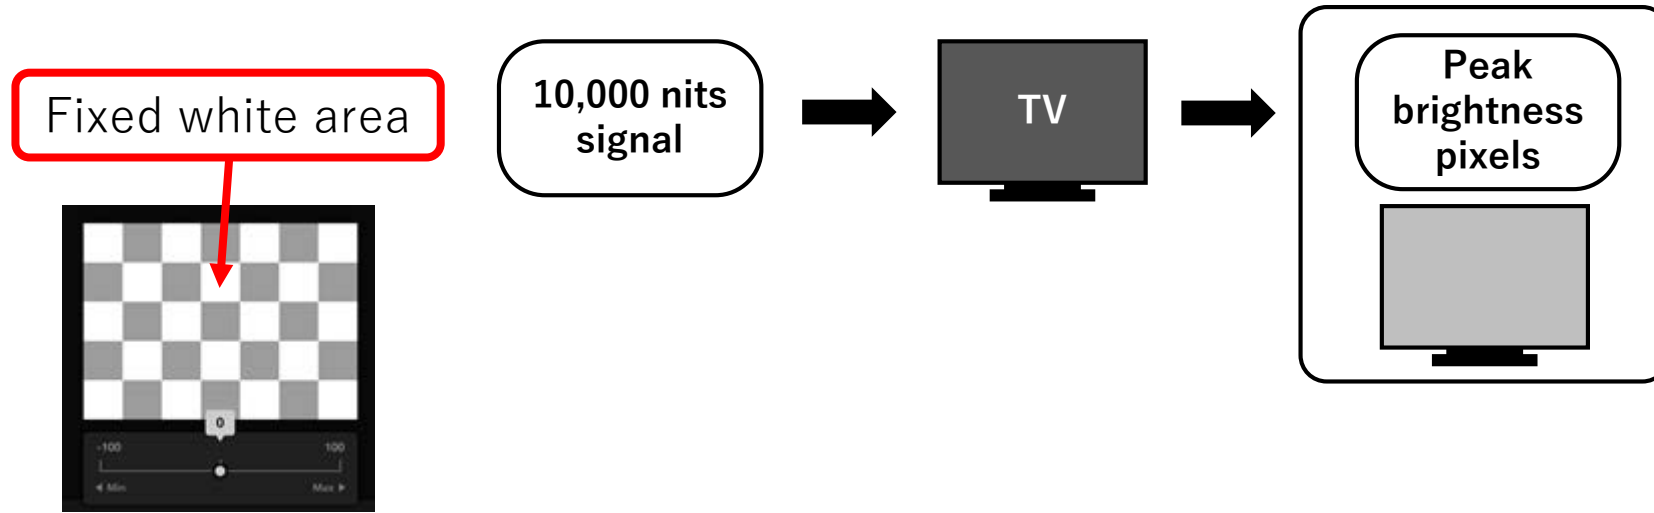 Fixed white area
10,000 nits
signal
TV
Peak
brightness
pixels
0
-100
100
◀ Min
Max ▶